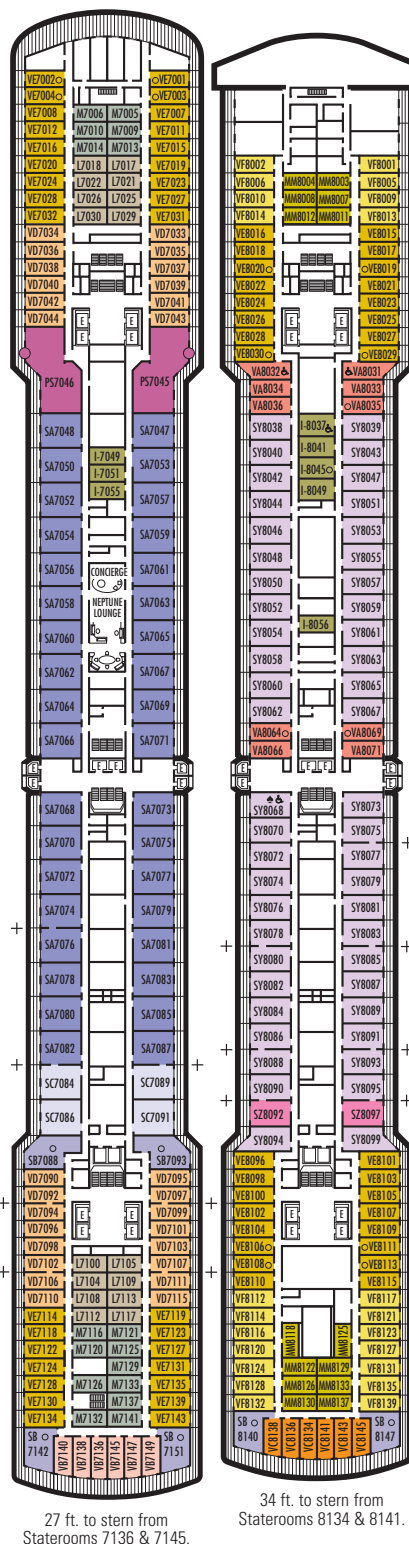 VE7002 VE7001
VE7004 VE7003
VE7008 M7006 M7005 VE7007
VE7012 M7010 M7009 VE7011
VE7016 M7014 M7013 VE7015
VE7020 L7018 L7017 VE7019
VE7024 L7022 L7021 VE7023
VE7028 L7026 L7025 VE7027
VE7032 L7030 L7029 VE7031
VD7034 VD7033
VD7036 VD7035
VD7038 VD7037
VD7040 VD7039
VD7042 VD7041
VD7044 VD7043
E E
E E
PS7046 PS7045
SA7048 SA7047
SA7050 I-7049 SA7053
I-7051
SA7052 I-7055 SA7057
SA7054 SA7059
SA7056 CONCIERGE SA7061
SA7058 NEPTUNE SA7063
LOUNGE
SA7060 SA7065
SA7062 SA7067
SA7064 SA7069
SA7066 SA7071
E E E E
E E
SA7068 SA7073
SA7070 SA7075
SA7072 SA7077
SA7074 SA7079
SA7076 SA7081
SA7078 SA7083
SA7080 SA7085
SA7082 SA7087
SC7084 SC7089
SC7086 SC7091
SB7088 SB7093
VD7090 VD7095
VD7092 VD7097
VD7094 VD7099
VD7096 VD7101
VD7098 VD7103
E E
E E
VD7102 L7100 L7105 VD7107
VD7106 L7104 L7109 VD7111
VD7110 L7108 L7113 VD7115
VE7114 L7112 L7117 VE7119
VE7118 M7116 M7121 VE7123
VE7122 M7120 M7125 VE7127
VE7124 M7129 VE7131
VE7128 M7126 M7133 VE7135
VE7130 M7137 VE7139
VE7134 M7132 M7141 VE7143
SB 7142 VB7140 VB7138 VB7136 VB7145 VB7147 VB7149 SB 7151
27 ft. to stern from
Staterooms 7136 & 7145.
VF8002 VF8001
VF8006 MM8004 MM8003 VF8005
VF8010 MM8008 MM8007 VF8009
VF8014 MM8012 MM8011 VF8013
VE8016 VE8015
VE8018 VE8017
VE8020 VE8019
VE8022 VE8021
VE8024 VE8023
VE8026 VE8025
VE8028 VE8027
VE8030 VE8029
E E
E E
VA8032 VA8031
VA8034 VA8033
VA8036 VA8035
SY8038 I-8037 SY8039
SY8040 I-8041 SY8043
SY8042 I-8045 SY8047
SY8044 I-8049 SY8051
SY8046 SY8053
SY8048 SY8055
SY8050 SY8057
SY8052 SY8059
SY8054 I-8056 SY8061
SY8058 SY8063
SY8060 SY8065
SY8062 SY8067
VA8064 VA8069
VA8066 VA8071
E E E E
E E
SY8068 SY8073
SY8070 SY8075
SY8072 SY8077
SY8074 SY8079
SY8076 SY8081
SY8078 SY8083
SY8080 SY8085
SY8082 SY8087
SY8084 SY8089
SY8086 SY8091
SY8088 SY8093
SY8090 SY8095
SZ8092 SZ8097
SY8094 SY8099
VE8096 VE8101
VE8098 VE8103
VE8100 VE8105
VE8102 VE8107
VE8104 VE8109
VE8106 VE8111
VE8108 VE8113
VE8110 VE8115
E E
E E
VF8112 VF8117
VF8114 VF8121
VF8116 MM8118 MM8125 VF8123
VF8120 VF8127
VF8124 MM8122 MM8129 VF8131
VF8128 MM8126 MM8133 VF8135
VF8132 MM8130 MM8137 VF8139
SB 8140 VC8138 VC8136 VC8134 VC8141 VC8143 VC8145 SB 8147
34 ft. to stern from
Staterooms 8134 & 8141.